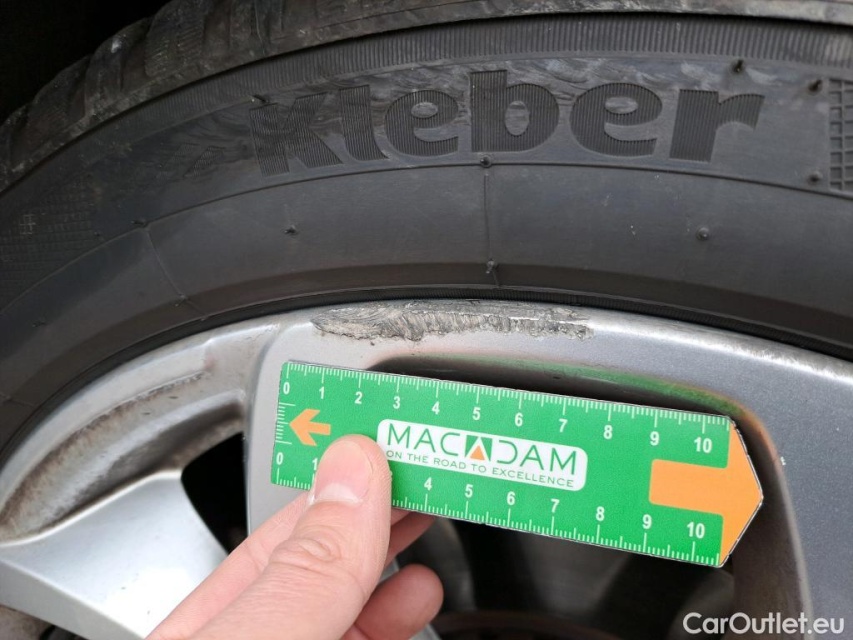 kleber
0 1 2 3 4 5 6 7 8 9 10
MACADAM
ON THE ROAD TO EXCELLENCE
0 1 4 5 6 7 8 9 10
CarOutlet.eu